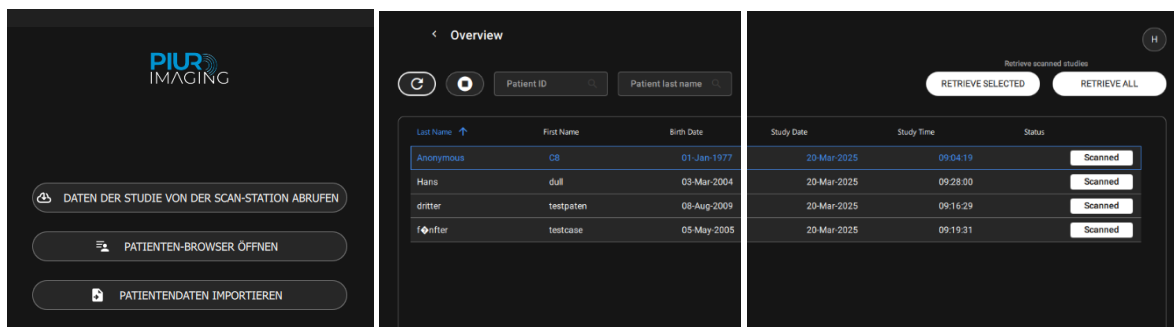 PIUR
IMAGING
DATEN DER STUDIE VON DER SCAN-STATION ABRUFEN
PATIENTEN-BROWSER ÖFFNEN
PATIENTENDATEN IMPORTIEREN
Overview
H
Retrieve scanned studies
Patient ID Patient last name RETRIEVE SELECTED RETRIEVE ALL
Last Name First Name Birth Date Study Date Study Time Status
Anonymous C8 01-Jan-1977 20-Mar-2025 09:04:19 Scanned
Hans dull 03-Mar-2004 20-Mar-2025 09:28:00 Scanned
dritter testpaten 08-Aug-2009 20-Mar-2025 09:16:29 Scanned
f�nfter testcase 05-May-2005 20-Mar-2025 09:19:31 Scanned